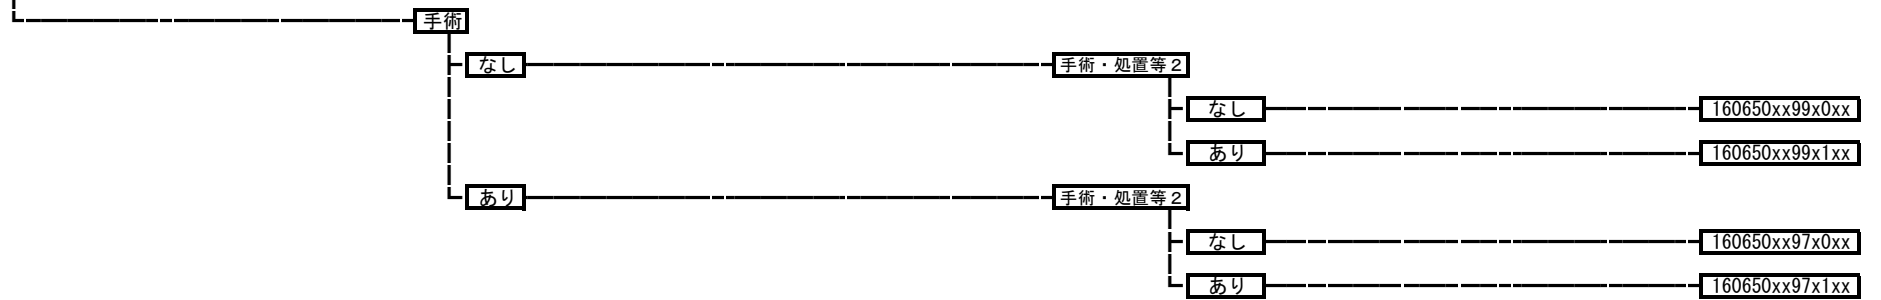 手術
なし
手術・処置等２
なし
160650xx99x0xx
あり
160650xx99x1xx
あり
手術・処置等２
なし
160650xx97x0xx
あり
160650xx97x1xx